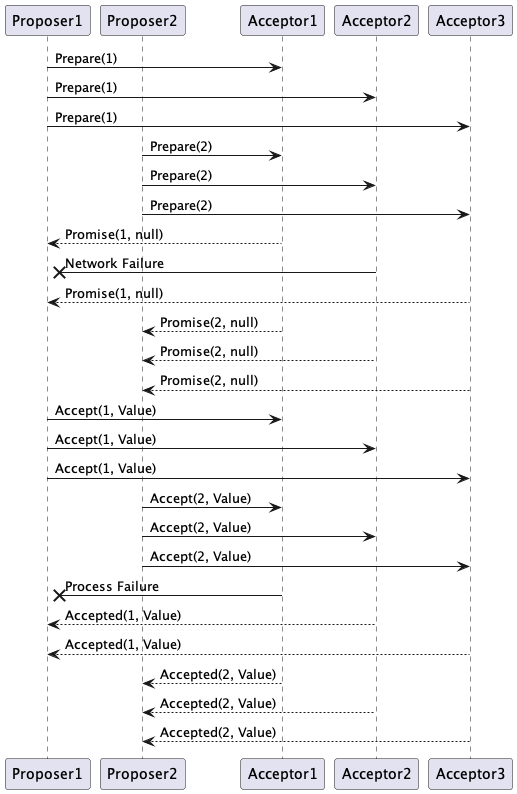 Proposer1 Proposer2 Acceptor1 Acceptor2 Acceptor3
Prepare(1)
Prepare(1)
Prepare(1)
Prepare(2)
Prepare(2)
Prepare(2)
Promise(1, null)
Network Failure
Promise(1, null)
Promise(2, null)
Promise(2, null)
Promise(2, null)
Accept(1, Value)
Accept(1, Value)
Accept(1, Value)
Accept(2, Value)
Accept(2, Value)
Accept(2, Value)
Process Failure
Accepted(1, Value)
Accepted(1, Value)
Accepted(2, Value)
Accepted(2, Value)
Accepted(2, Value)
Proposer1 Proposer2 Acceptor1 Acceptor2 Acceptor3